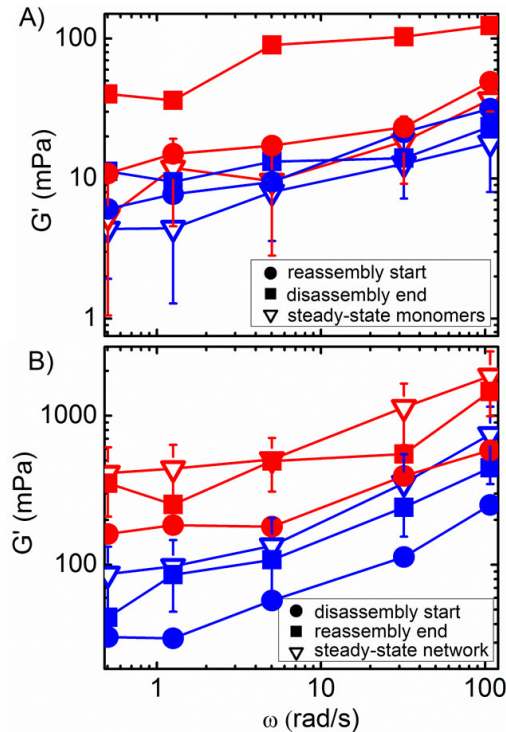 A)
100
10
1
G' (mPa)
reassembly start
disassembly end
steady-state monomers
B)
1000
100
G' (mPa)
disassembly start
reassembly end
steady-state network
1 10 100
ω (rad/s)